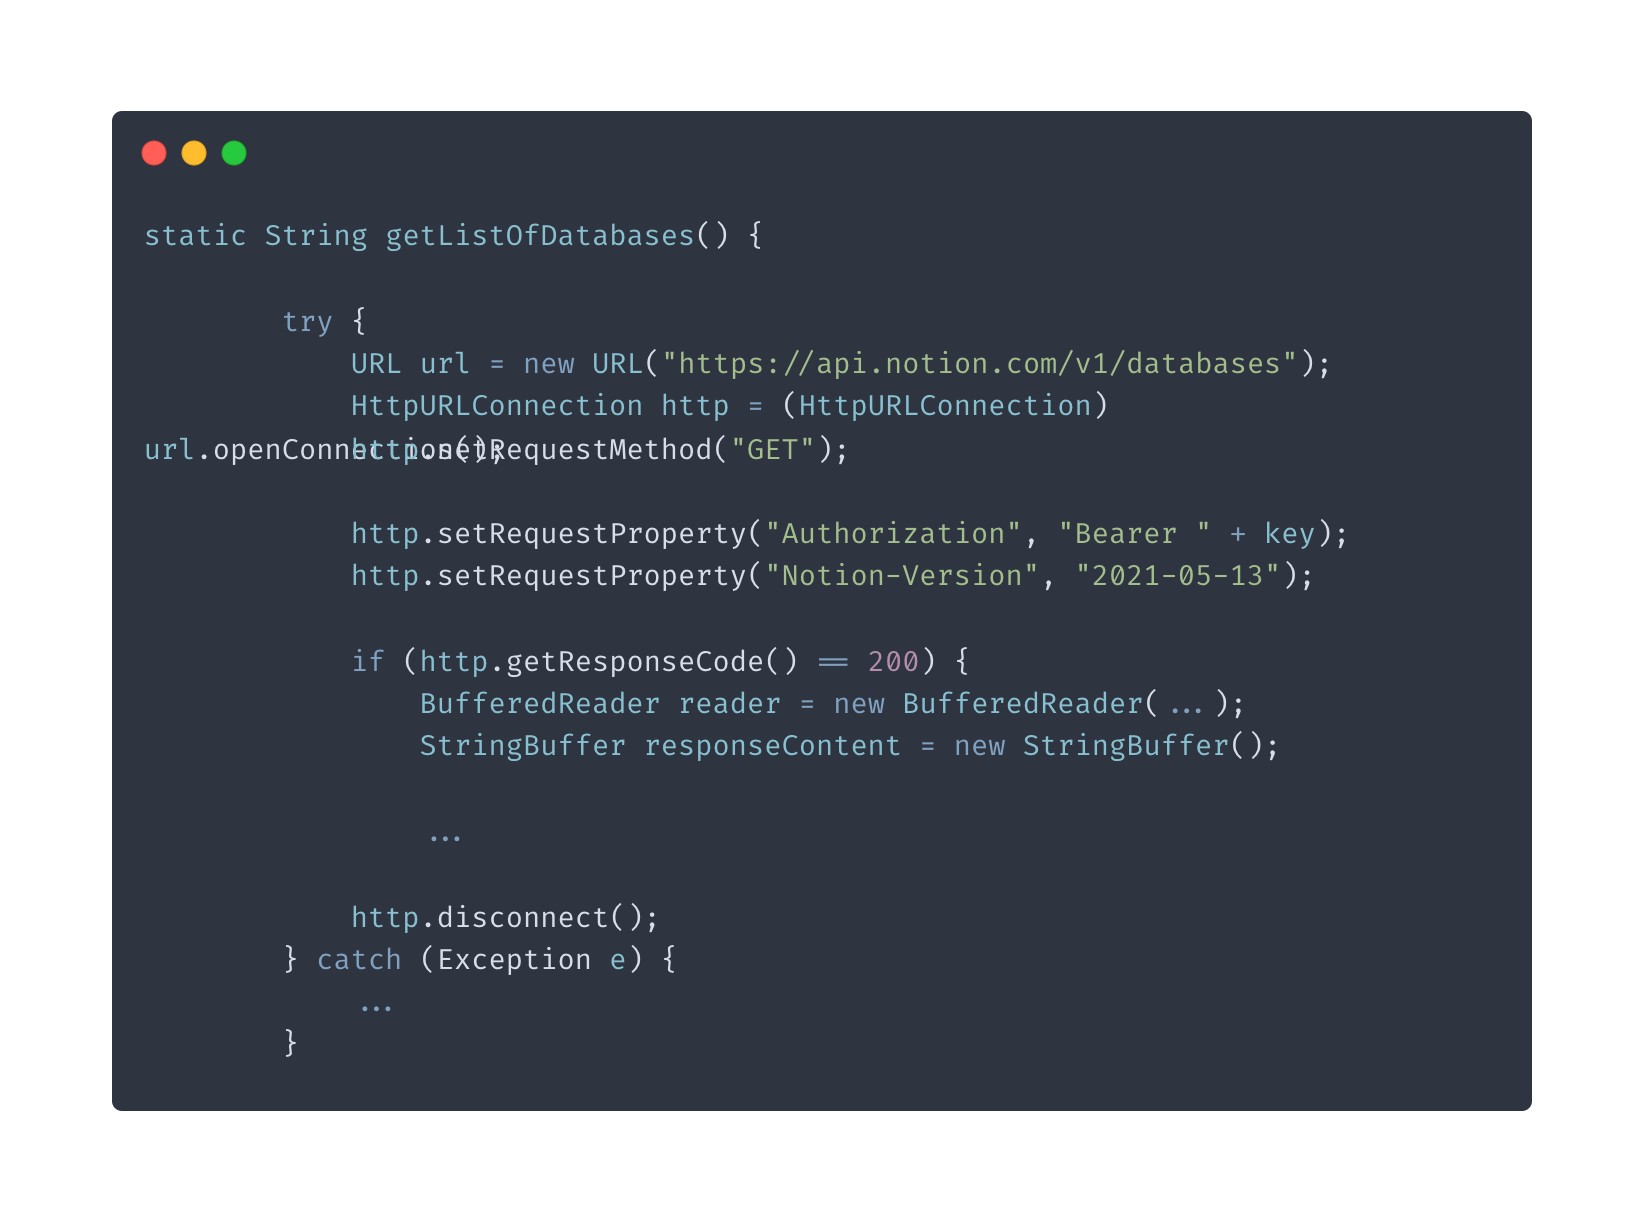 static String getListOfDatabases() {
try {
URL url = new URL("https://api.notion.com/v1/databases");
HttpURLConnection http = (HttpURLConnection)
url.openConnection();
http.setRequestMethod("GET");
http.setRequestProperty("Authorization", "Bearer " + key);
http.setRequestProperty("Notion-Version", "2021-05-13");
if (http.getResponseCode() == 200) {
BufferedReader reader = new BufferedReader( ... );
StringBuffer responseContent = new StringBuffer();
...
http.disconnect();
} catch (Exception e) {
...
}